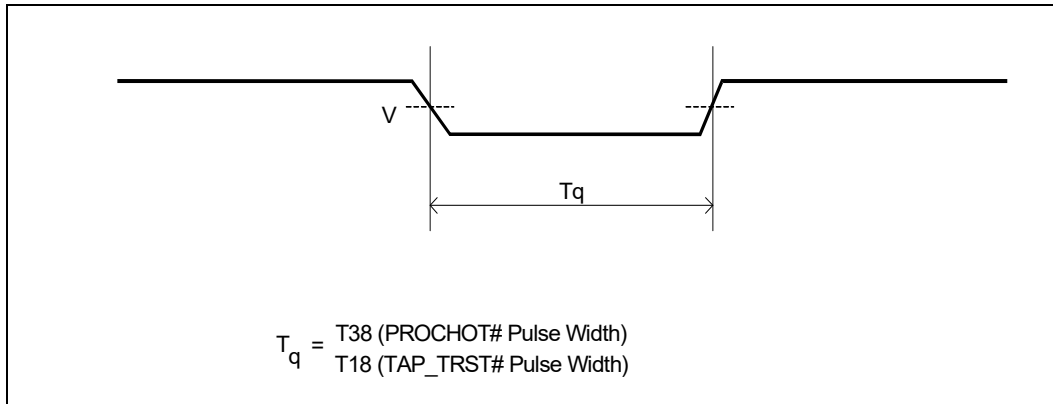 V
Tq
T38 (PROCHOT# Pulse Width)
Tq =
T18 (TAP_TRST# Pulse Width)